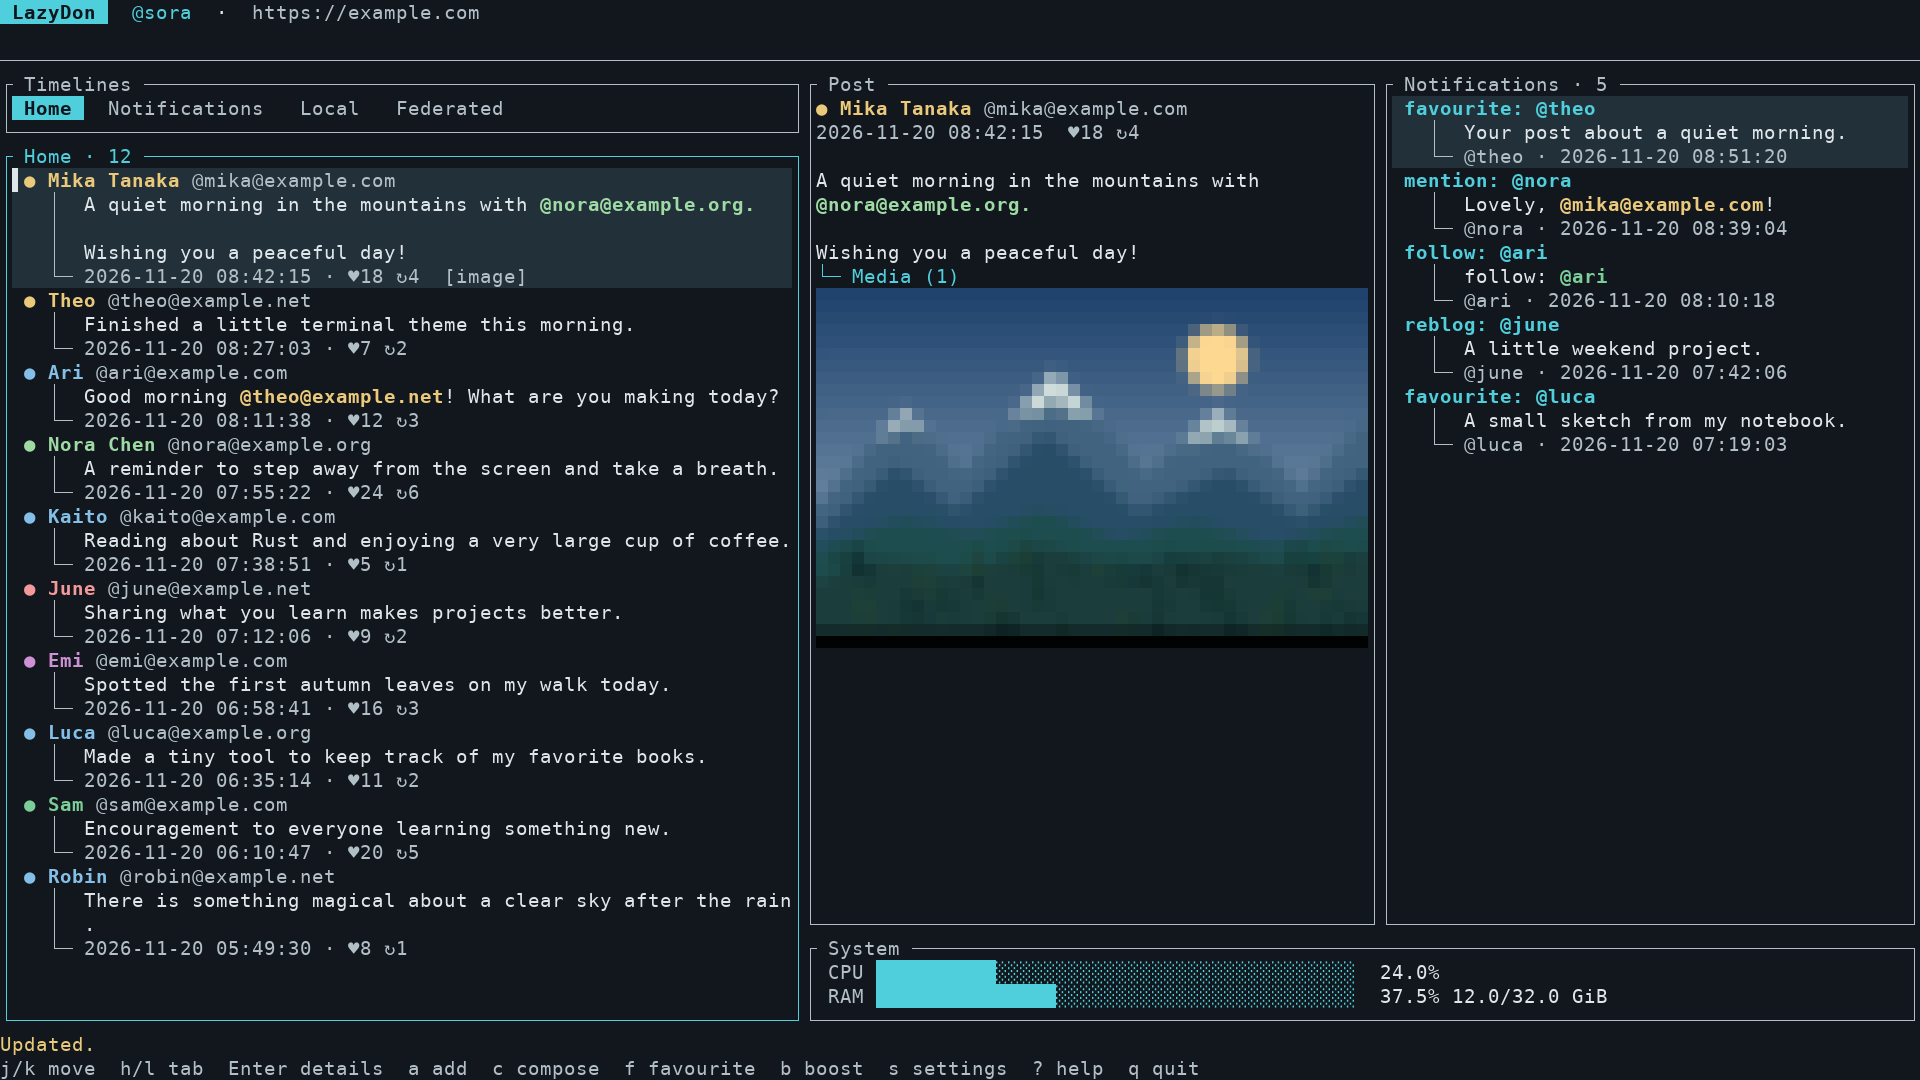 LazyDon @sora · https://example.com
Timelines
Home Notifications Local Federated
Home · 12
● Mika Tanaka @mika@example.com
A quiet morning in the mountains with @nora@example.org.
Wishing you a peaceful day!
2026-11-20 08:42:15 · ♥18 ↻4 [image]
● Theo @theo@example.net
Finished a little terminal theme this morning.
2026-11-20 08:27:03 · ♥7 ↻2
● Ari @ari@example.com
Good morning @theo@example.net! What are you making today?
2026-11-20 08:11:38 · ♥12 ↻3
● Nora Chen @nora@example.org
A reminder to step away from the screen and take a breath.
2026-11-20 07:55:22 · ♥24 ↻6
● Kaito @kaito@example.com
Reading about Rust and enjoying a very large cup of coffee.
2026-11-20 07:38:51 · ♥5 ↻1
● June @june@example.net
Sharing what you learn makes projects better.
2026-11-20 07:12:06 · ♥9 ↻2
● Emi @emi@example.com
Spotted the first autumn leaves on my walk today.
2026-11-20 06:58:41 · ♥16 ↻3
● Luca @luca@example.org
Made a tiny tool to keep track of my favorite books.
2026-11-20 06:35:14 · ♥11 ↻2
● Sam @sam@example.com
Encouragement to everyone learning something new.
2026-11-20 06:10:47 · ♥20 ↻5
● Robin @robin@example.net
There is something magical about a clear sky after the rain
.
2026-11-20 05:49:30 · ♥8 ↻1
Post
● Mika Tanaka @mika@example.com
2026-11-20 08:42:15 ♥18 ↻4
A quiet morning in the mountains with
@nora@example.org.
Wishing you a peaceful day!
Media (1)
Notifications · 5
favourite: @theo
Your post about a quiet morning.
@theo · 2026-11-20 08:51:20
mention: @nora
Lovely, @mika@example.com!
@nora · 2026-11-20 08:39:04
follow: @ari
follow: @ari
@ari · 2026-11-20 08:10:18
reblog: @june
A little weekend project.
@june · 2026-11-20 07:42:06
favourite: @luca
A small sketch from my notebook.
@luca · 2026-11-20 07:19:03
System
CPU 24.0%
RAM 37.5% 12.0/32.0 GiB
Updated.
j/k move h/l tab Enter details a add c compose f favourite b boost s settings ? help q quit